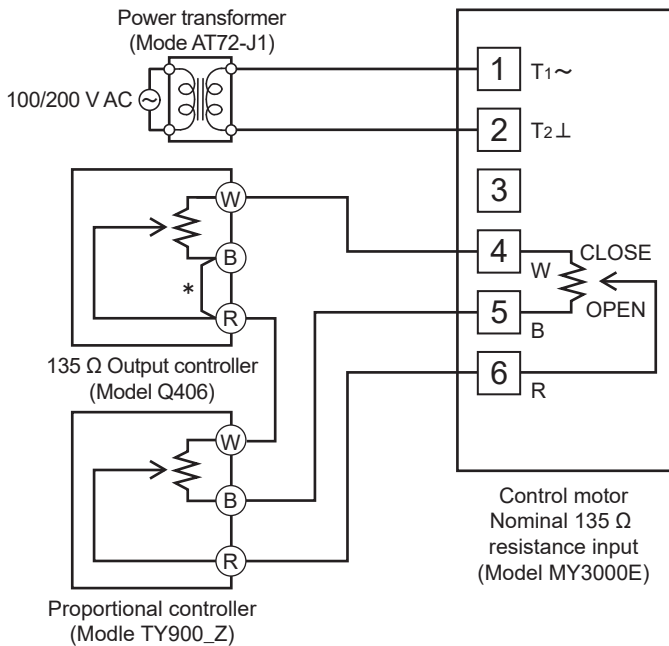 Power transformer
(Mode AT72-J1)
100/200 V AC
1 T1~
2 T2⊥
3
4 W CLOSE
5 B OPEN
6 R
W
B
*
R
135 Ω Output controller
(Model Q406)
W
B
R
Proportional controller
(Modle TY900_Z)
Control motor
Nominal 135 Ω
resistance input
(Model MY3000E)